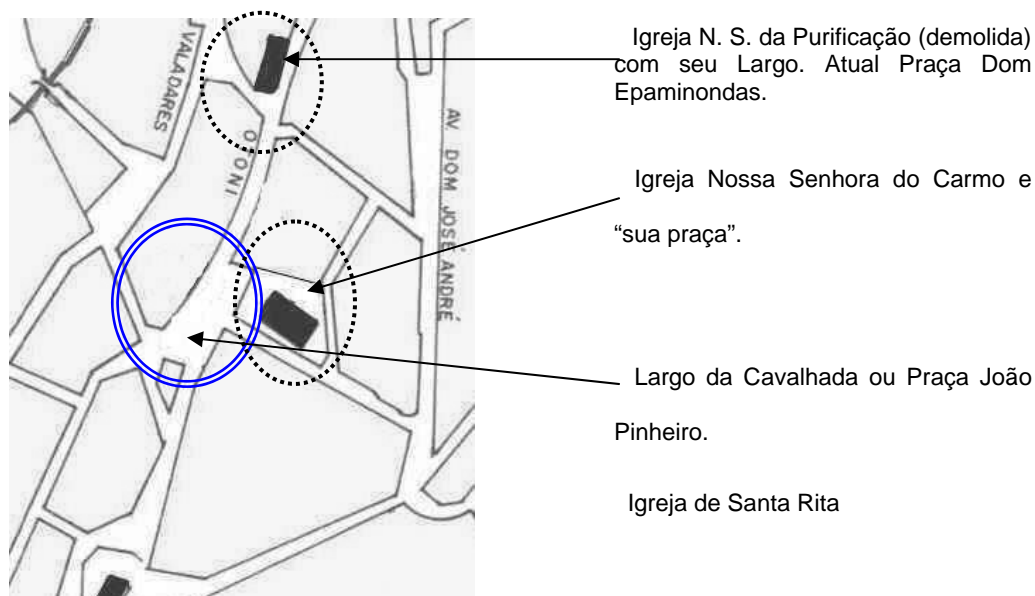 Igreja N. S. da Purificação (demolida)
com seu Largo. Atual Praça Dom
Epaminondas.
Igreja Nossa Senhora do Carmo e
“sua praça”.
Largo da Cavalhada ou Praça João
Pinheiro.
Igreja de Santa Rita
VALADARES
OTONI
AV. DOM JOSÉ ANDRÉ